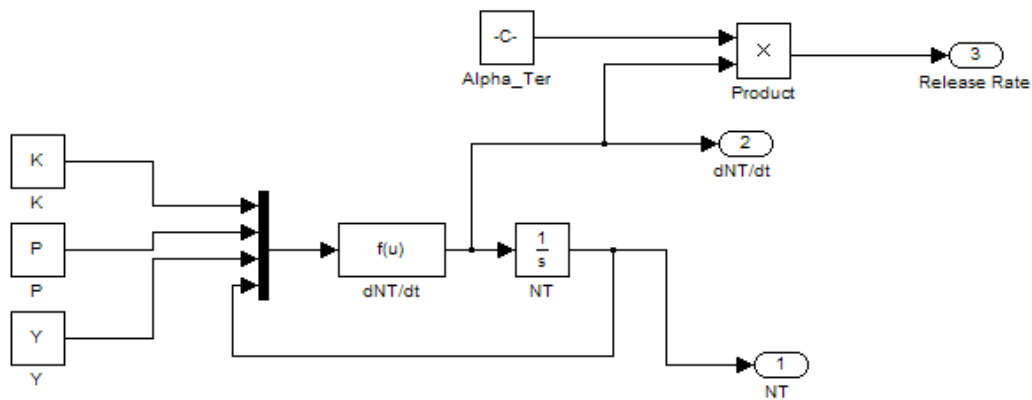 -C-
Alpha_Ter
×
Product
3
Release Rate
2
dNT/dt
K
K
P
P
Y
Y
f(u)
dNT/dt
1
s
NT
1
NT